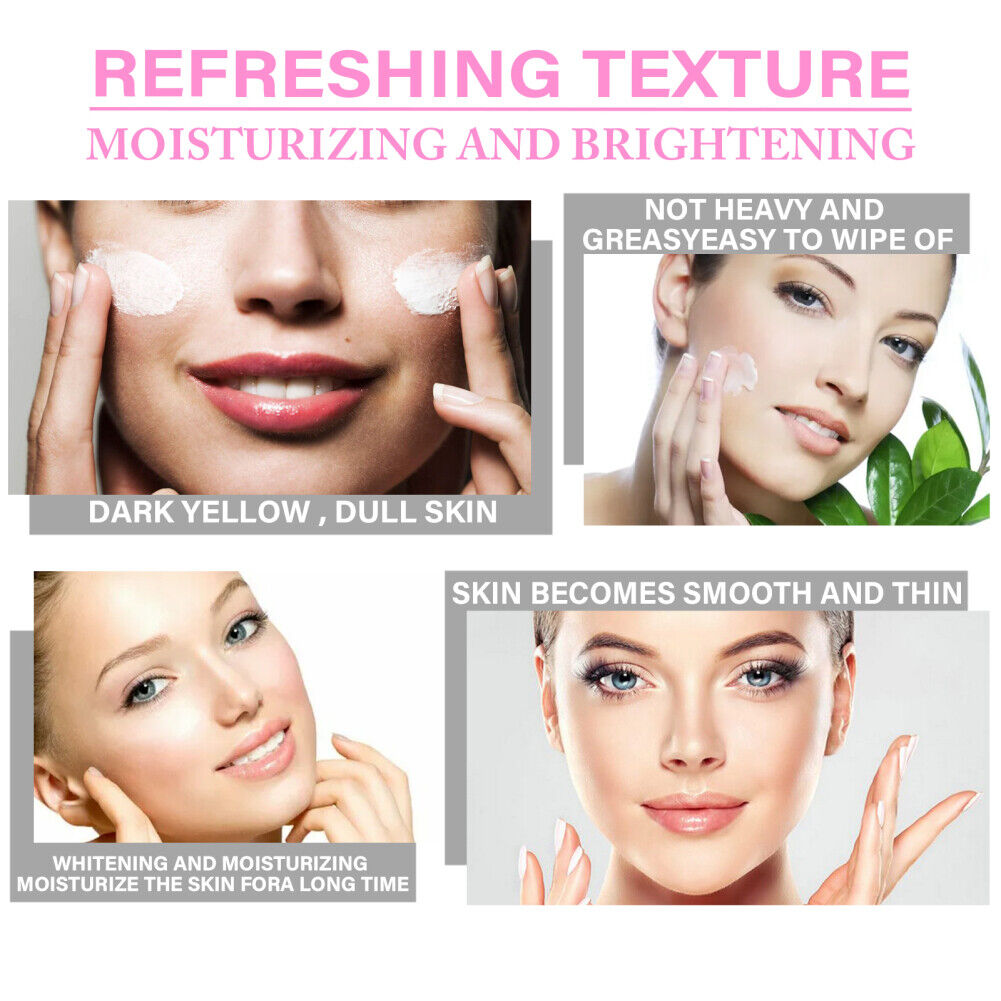 REFRESHING TEXTURE
MOISTURIZING AND BRIGHTENING
DARK YELLOW , DULL SKIN
NOT HEAVY AND
GREASYEASY TO WIPE OF
WHITENING AND MOISTURIZING
MOISTURIZE THE SKIN FORA LONG TIME
SKIN BECOMES SMOOTH AND THIN